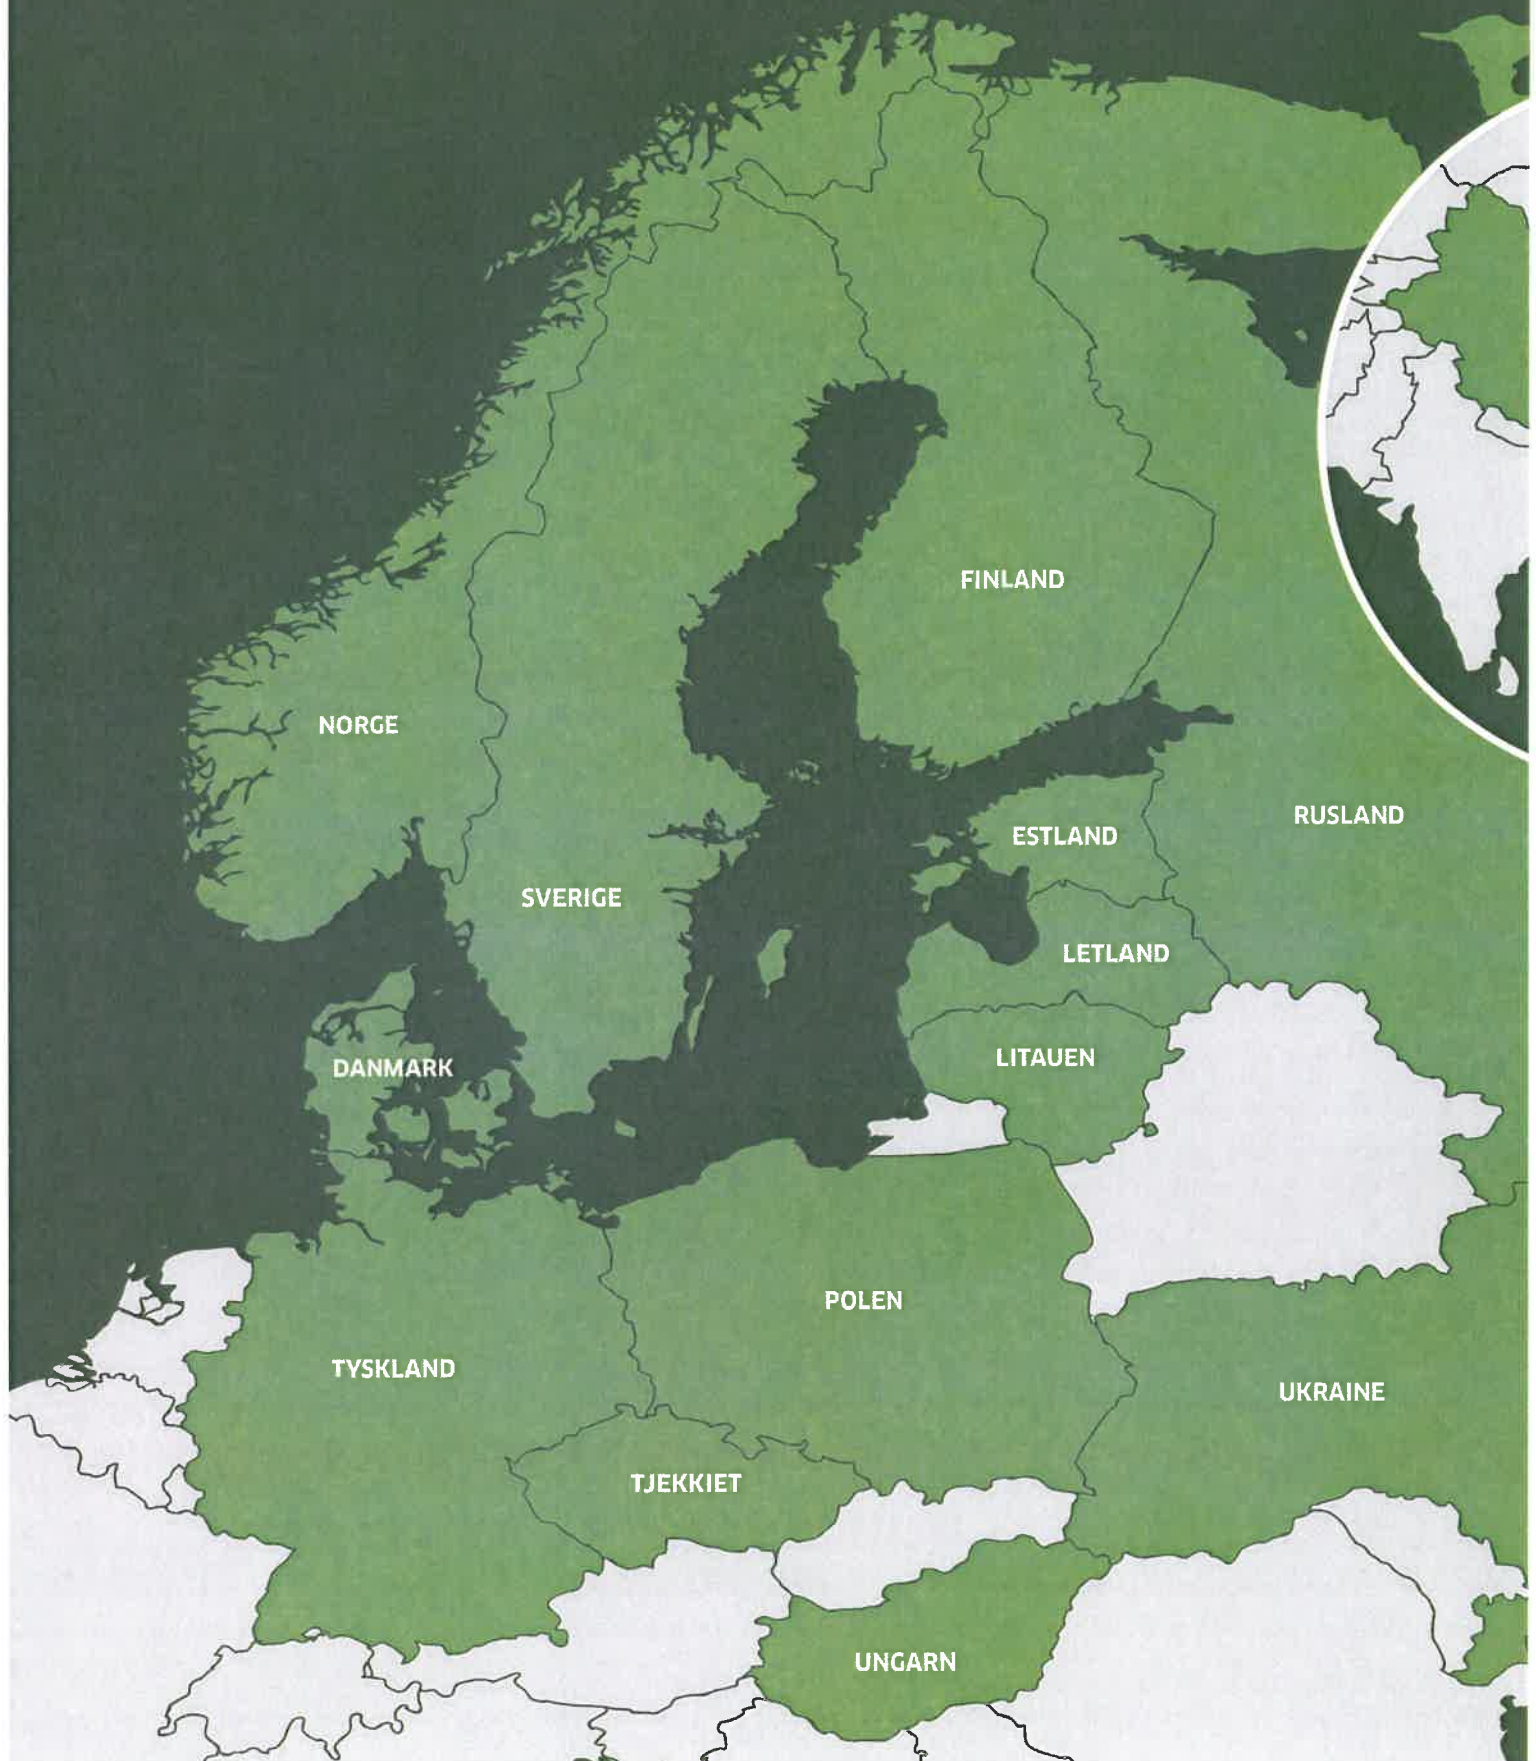 FINLAND
NORGE
RUSLAND
ESTLAND
SVERIGE
LETLAND
LITAUEN
DANMARK
POLEN
TYSKLAND
UKRAINE
TJEKKIET
UNGARN